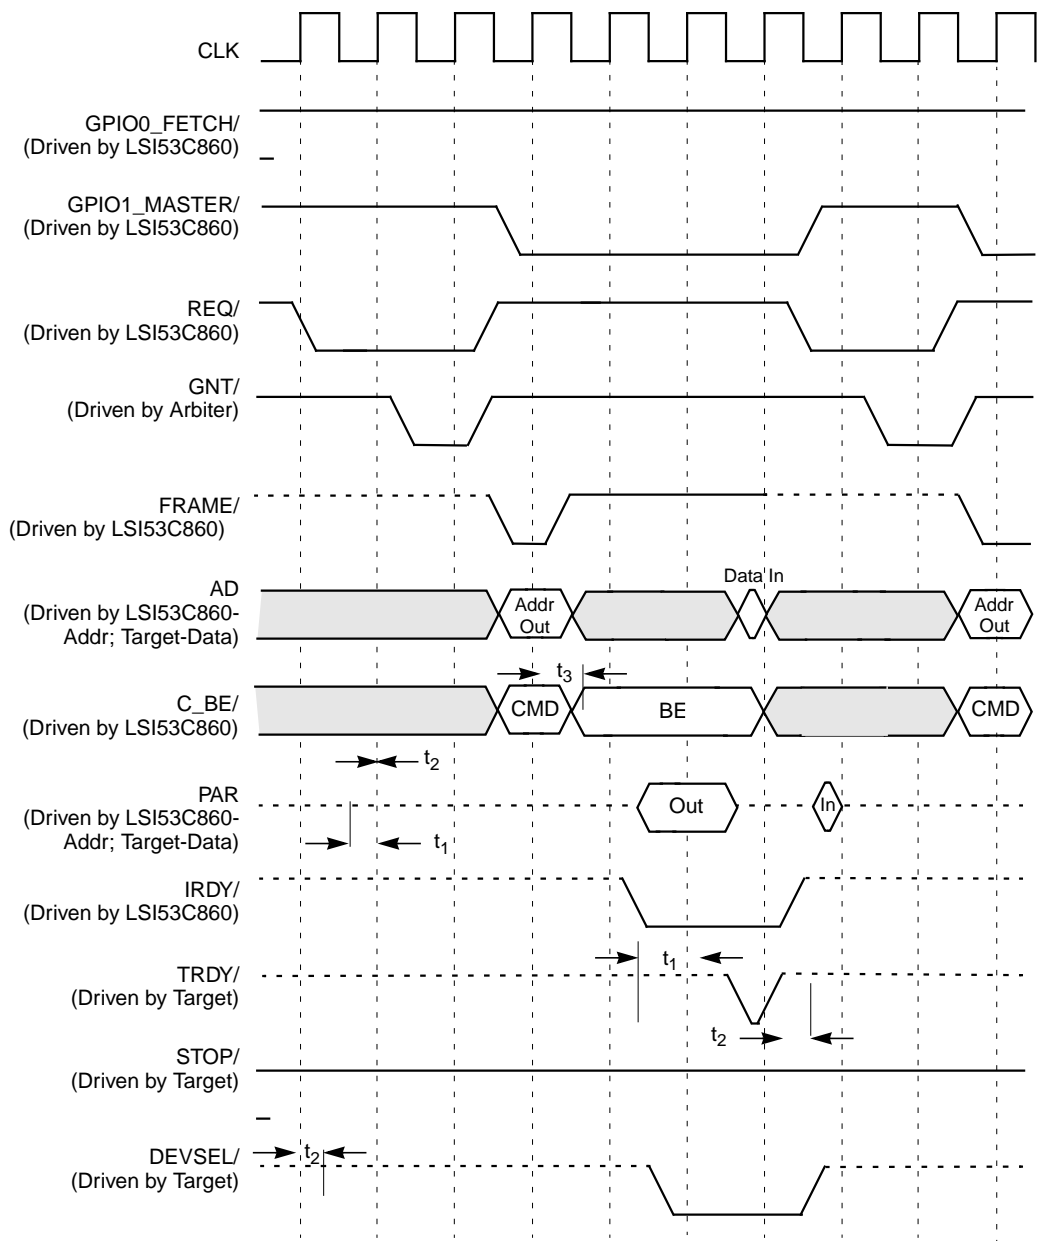 CLK
GPIO0_FETCH/
(Driven by LSI53C860)
GPIO1_MASTER/
(Driven by LSI53C860)
REQ/
(Driven by LSI53C860)
GNT/
(Driven by Arbiter)
FRAME/
(Driven by LSI53C860)
Data In
AD
(Driven by LSI53C860-
Addr; Target-Data)
Addr
Out
Addr
Out
t3
C_BE/
(Driven by LSI53C860)
CMD
BE
CMD
t2
PAR
(Driven by LSI53C860-
Addr; Target-Data)
Out
In
t1
IRDY/
(Driven by LSI53C860)
t1
TRDY/
(Driven by Target)
t2
STOP/
(Driven by Target)
t2
DEVSEL/
(Driven by Target)